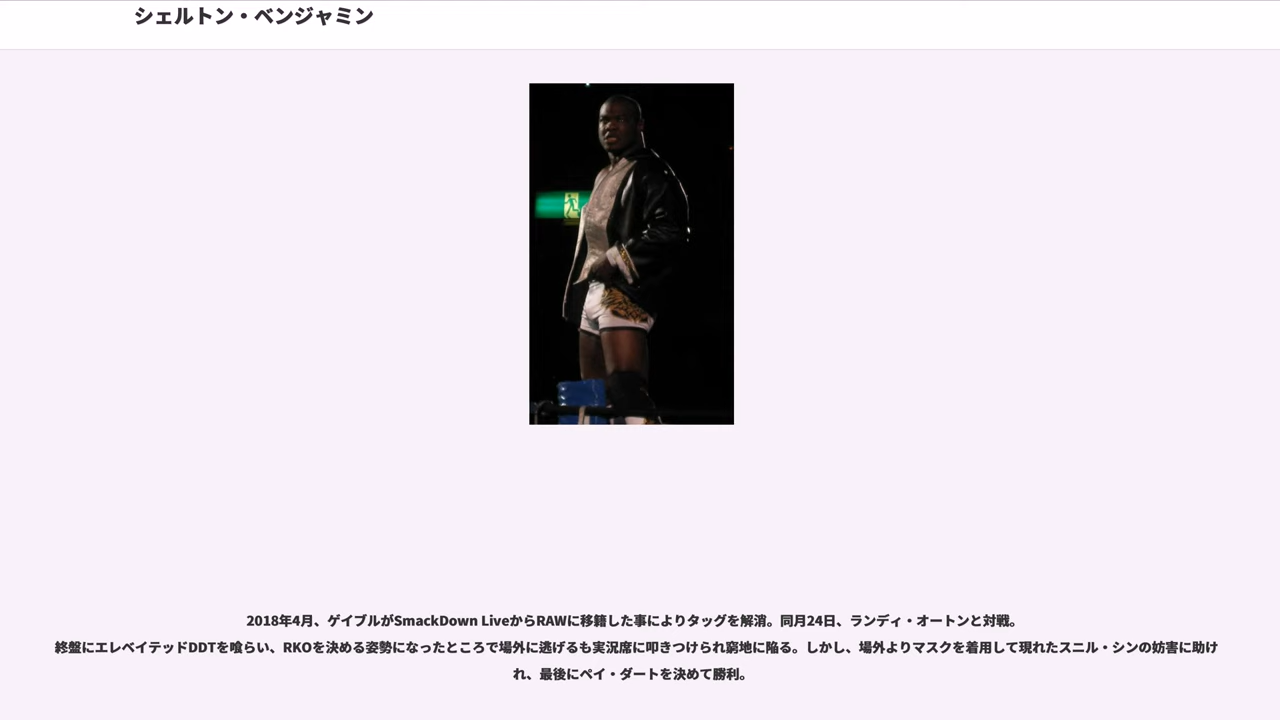 シェルトン・ベンジャミン
2018年4月、ゲイブルがSmackDown LiveからRAWに移籍した事によりタッグを解消。同月24日、ランディ・オートンと対戦。
終盤にエレベイテッドDDTを喰らい、RKOを決める姿勢になったところで場外に逃げるも実況席に叩きつけられ窮地に陥る。しかし、場外よりマスクを着用して現れたスニル・シンの妨害に助け
れ、最後にペイ・ダートを決めて勝利。